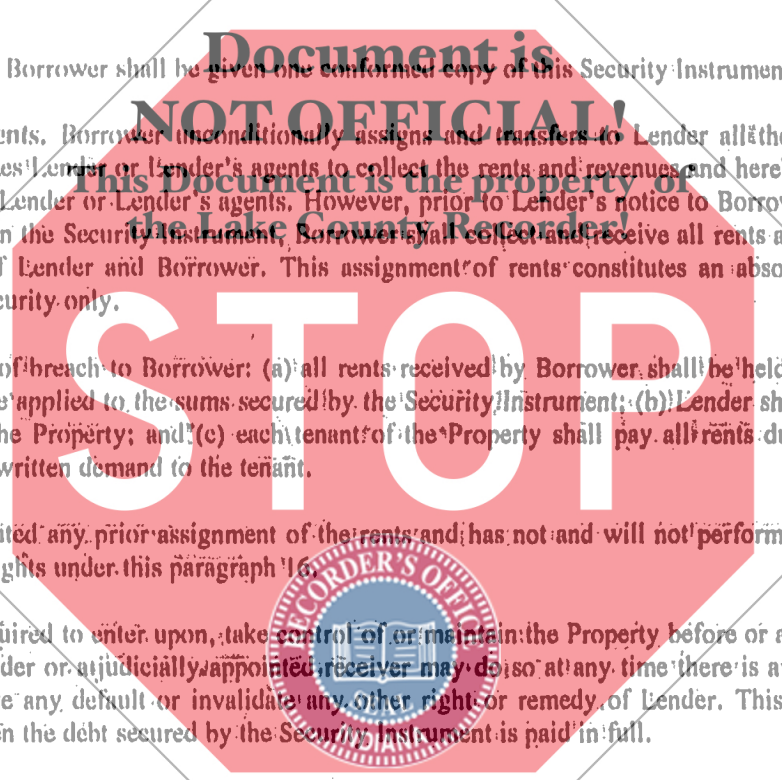 Document is
Borrower shall be given one conformed copy of this Security Instrumen
NOT OFFICIAL!
ents. Borrower unconditionally assigns and transfers to Lender all the
es Lender or Lender's agents to collect the rents and revenues and here
This Document is the property of
Lender or Lender's agents. However, prior to Lender's notice to Borrow
the Lake County Recorder!
n the Security Instrument, Borrower shall collect and receive all rents a
f Lender and Borrower. This assignment of rents constitutes an abso
curity only.
STOP
of breach to Borrower: (a) all rents received by Borrower shall be held
e applied to the sums secured by the Security Instrument; (b) Lender sh
he Property; and (c) each tenant of the Property shall pay all rents du
written demand to the tenant.
ted any prior assignment of the rents and has not and will not perform
ghts under this paragraph 16.
RECORDER'S OFFICE
uired to enter upon, take control of or maintain the Property before or a
der or a judicially appointed receiver may do so at any time there is a
e any default or invalidate any other right or remedy of Lender. This
n the debt secured by the Security Instrument is paid in full.
INDIANA